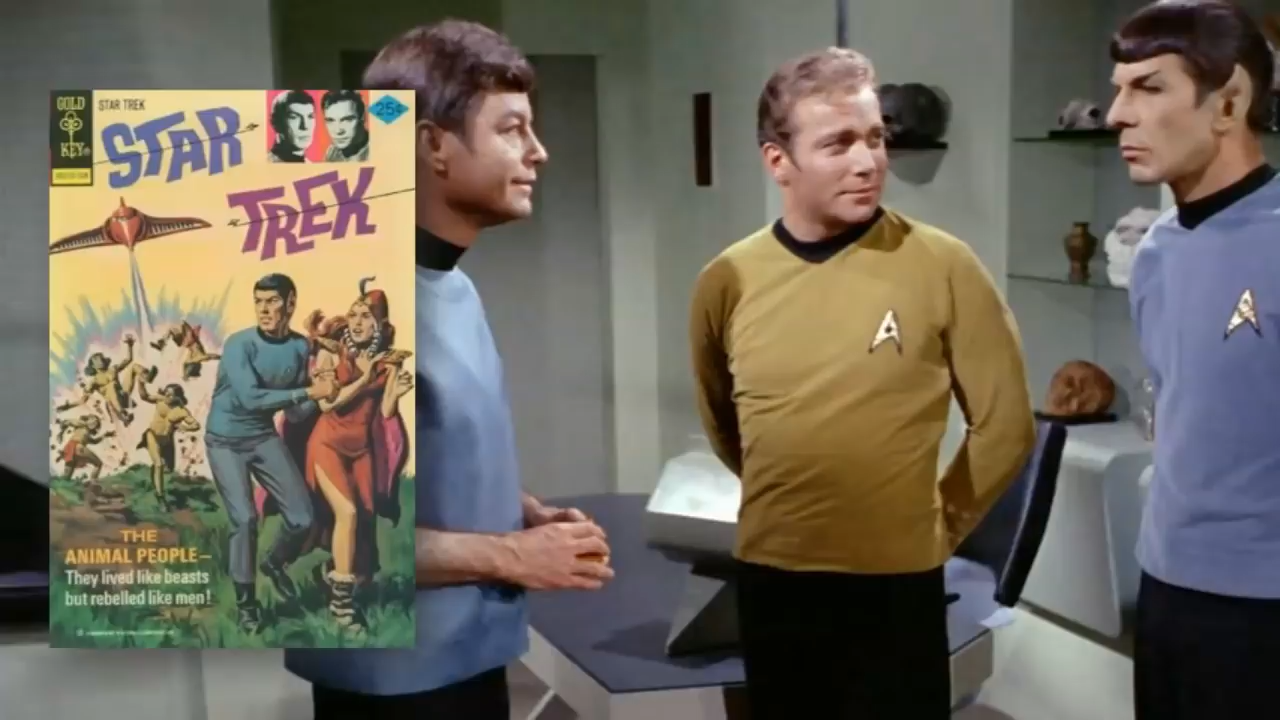 GOLD
KEY®
STAR TREK
25¢
STAR
TREK
THE
ANIMAL PEOPLE—
They lived like beasts
but rebelled like men!